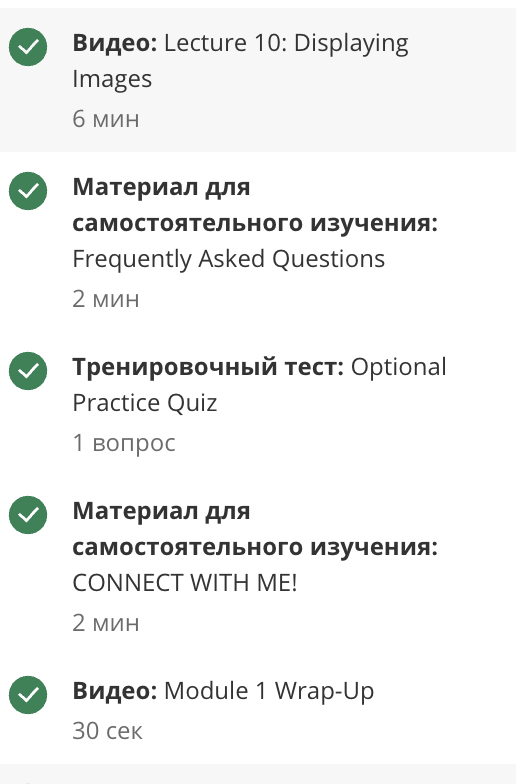 Видео: Lecture 10: Displaying
Images
6 мин
Материал для
самостоятельного изучения:
Frequently Asked Questions
2 мин
Тренировочный тест: Optional
Practice Quiz
1 вопрос
Материал для
самостоятельного изучения:
CONNECT WITH ME!
2 мин
Видео: Module 1 Wrap-Up
30 сек